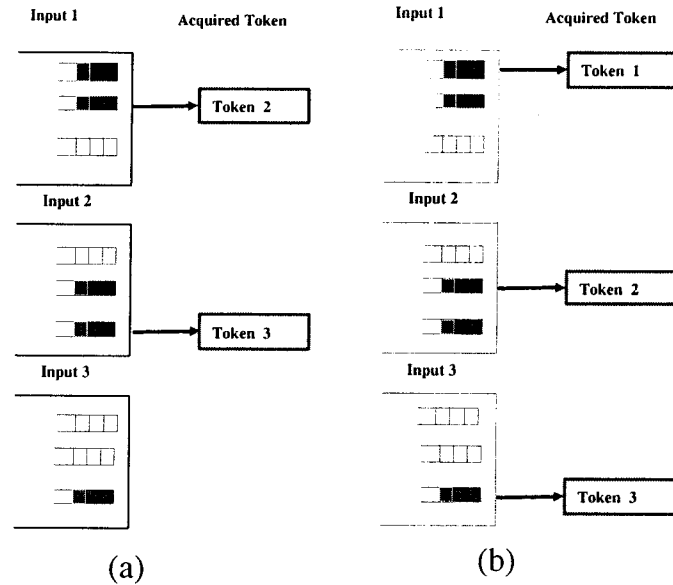 Input 1
Acquired Token
Token 2
Input 2
Token 3
Input 3
(a)
Input 1
Acquired Token
Token 1
Input 2
Token 2
Input 3
Token 3
(b)